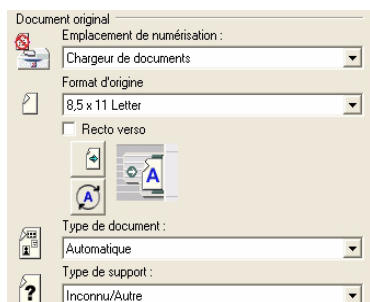 Document original
Emplacement de numérisation :
Chargeur de documents
Format d'origine
8,5 x 11 Letter
Recto verso
A
A
Type de document :
Automatique
Type de support :
Inconnu/Autre